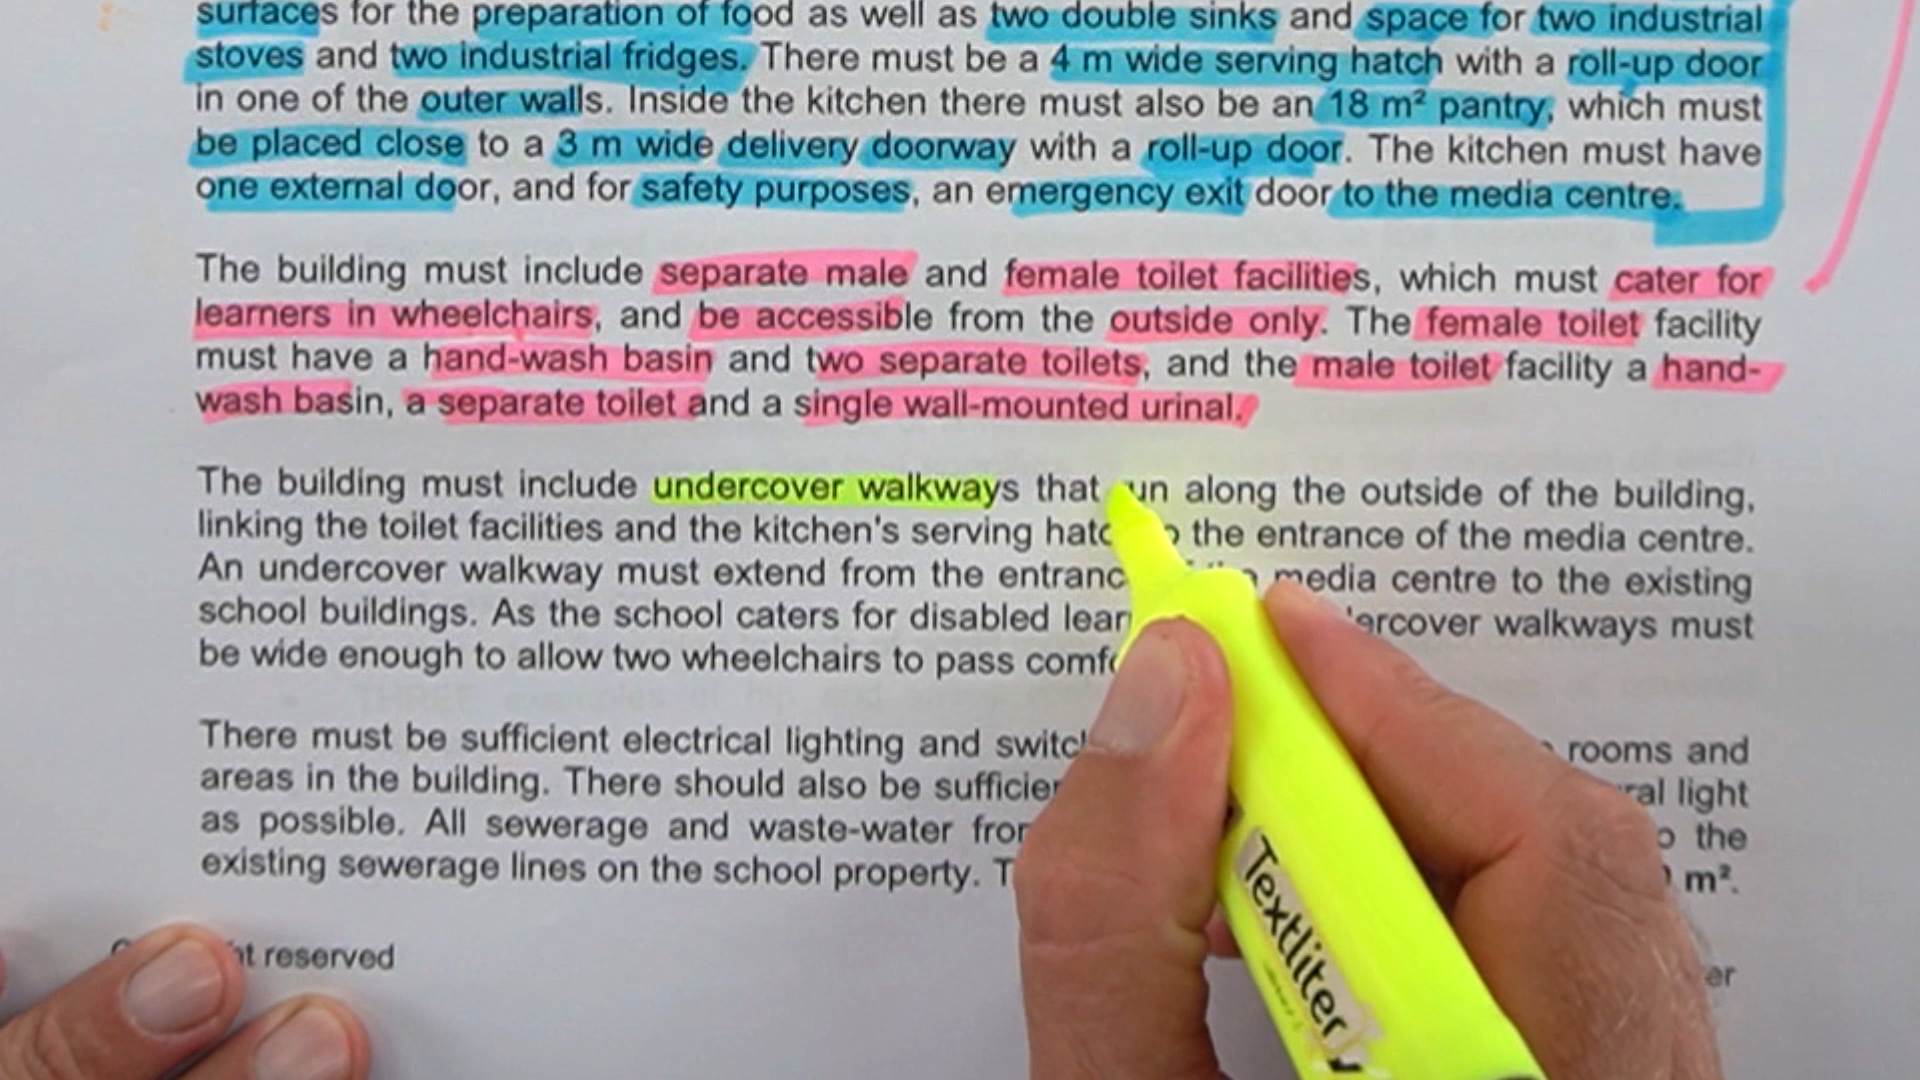 surfaces for the preparation of food as well as two double sinks and space for two industrial
stoves and two industrial fridges. There must be a 4 m wide serving hatch with a roll-up door
in one of the outer walls. Inside the kitchen there must also be an 18 m² pantry, which must
be placed close to a 3 m wide delivery doorway with a roll-up door. The kitchen must have
one external door, and for safety purposes, an emergency exit door to the media centre.
The building must include separate male and female toilet facilities, which must cater for
learners in wheelchairs, and be accessible from the outside only. The female toilet facility
must have a hand-wash basin and two separate toilets, and the male toilet facility a hand-
wash basin, a separate toilet and a single wall-mounted urinal.
The building must include undercover walkways that run along the outside of the building,
linking the toilet facilities and the kitchen's serving the entrance of the media centre.
An undercover walkway must extend from the media centre to the existing
school buildings. As the school caters for disabled walkways must
be wide enough to allow two wheelchairs to pass
There must be sufficient electrical lighting and rooms and
areas in the building. There should also be light
as possible. All sewerage and waste-water the
existing sewerage lines on the school property. m².
reserved
Textliter